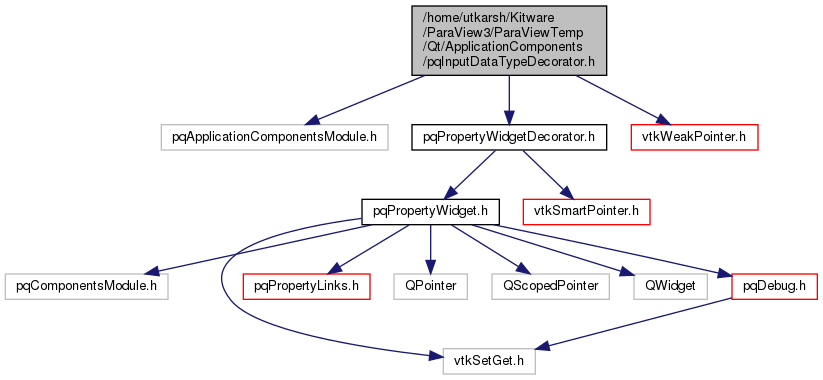 /home/utkarsh/Kitware
/ParaView3/ParaViewTemp
/Qt/ApplicationComponents
/pqInputDataTypeDecorator.h
pqApplicationComponentsModule.h
pqPropertyWidgetDecorator.h
vtkWeakPointer.h
pqPropertyWidget.h
vtkSmartPointer.h
pqComponentsModule.h
pqPropertyLinks.h
QPointer
QScopedPointer
QWidget
pqDebug.h
vtkSetGet.h